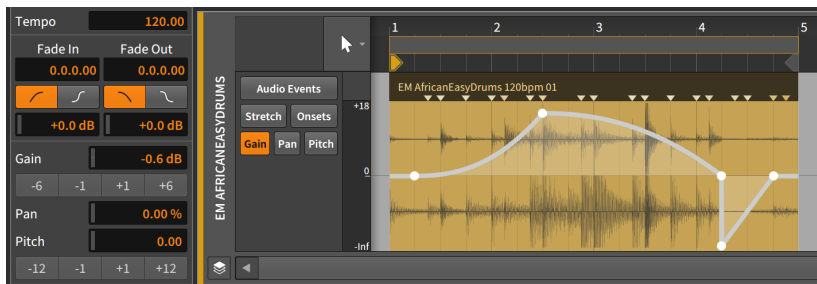 Tempo 120.00
Fade In Fade Out
0.0.0.00 0.0.0.00
+0.0 dB +0.0 dB
Gain -0.6 dB
-6 -1 +1 +6
Pan 0.00 %
Pitch 0.00
-12 -1 +1 +12
EM AFRICANEASYDRUMS
1 2 3 4 5
Audio Events
Stretch Onsets
Gain Pan Pitch
+18
0
-Inf
EM AfricanEasyDrums 120bpm 01